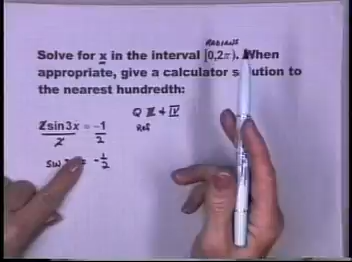 RADIANS
Solve for x in the interval [0,2π). When
appropriate, give a calculator solution to
the nearest hundredth:
2sin3x = -1
2 2
Q III + IV
Ref
= -1/2